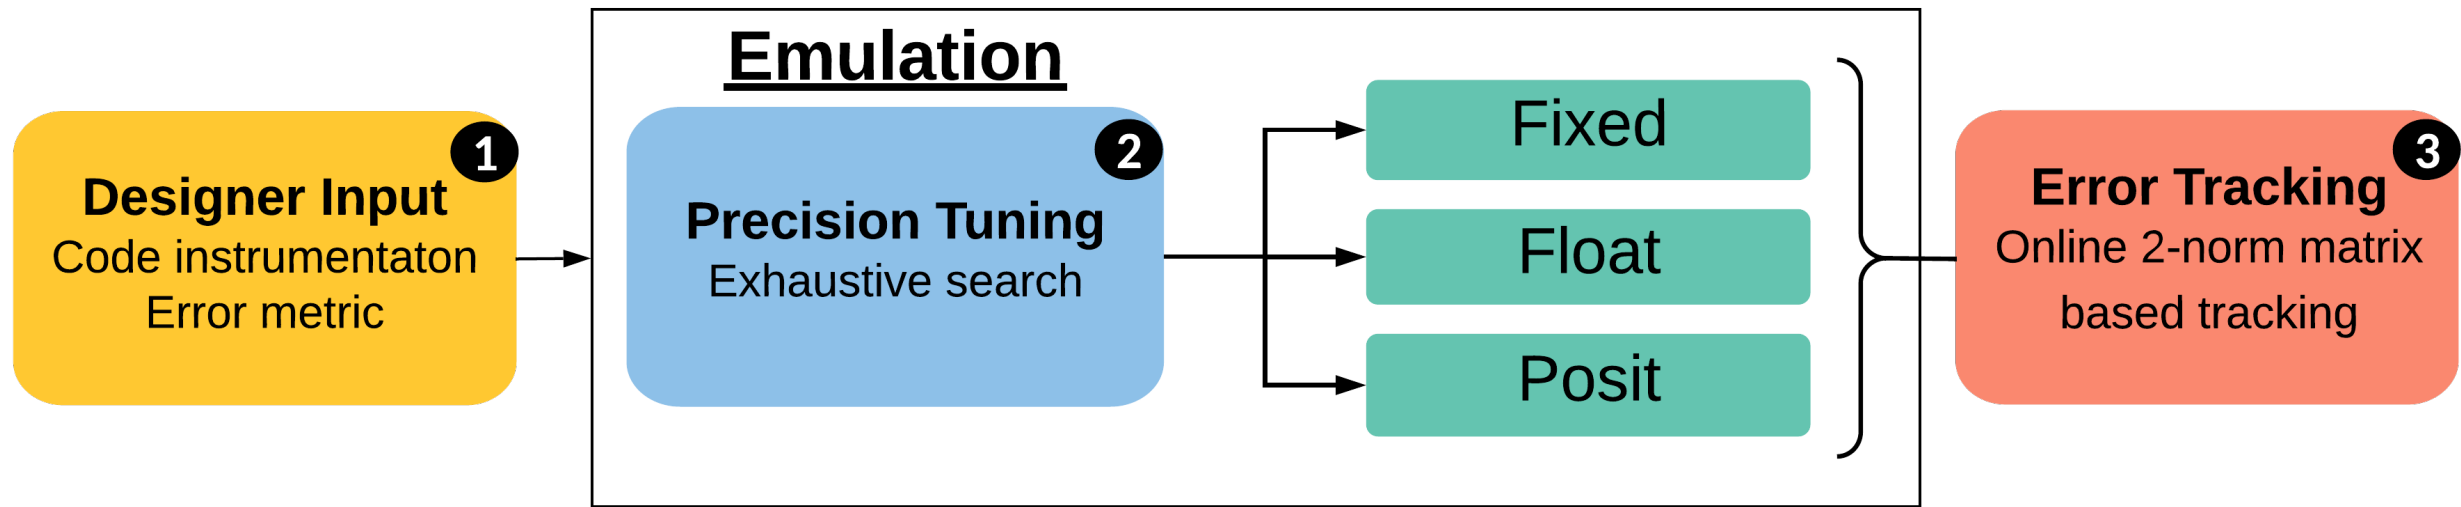 Emulation
1
Designer Input
Code instrumentaton
Error metric
2
Precision Tuning
Exhaustive search
Fixed
Float
Posit
3
Error Tracking
Online 2-norm matrix
based tracking